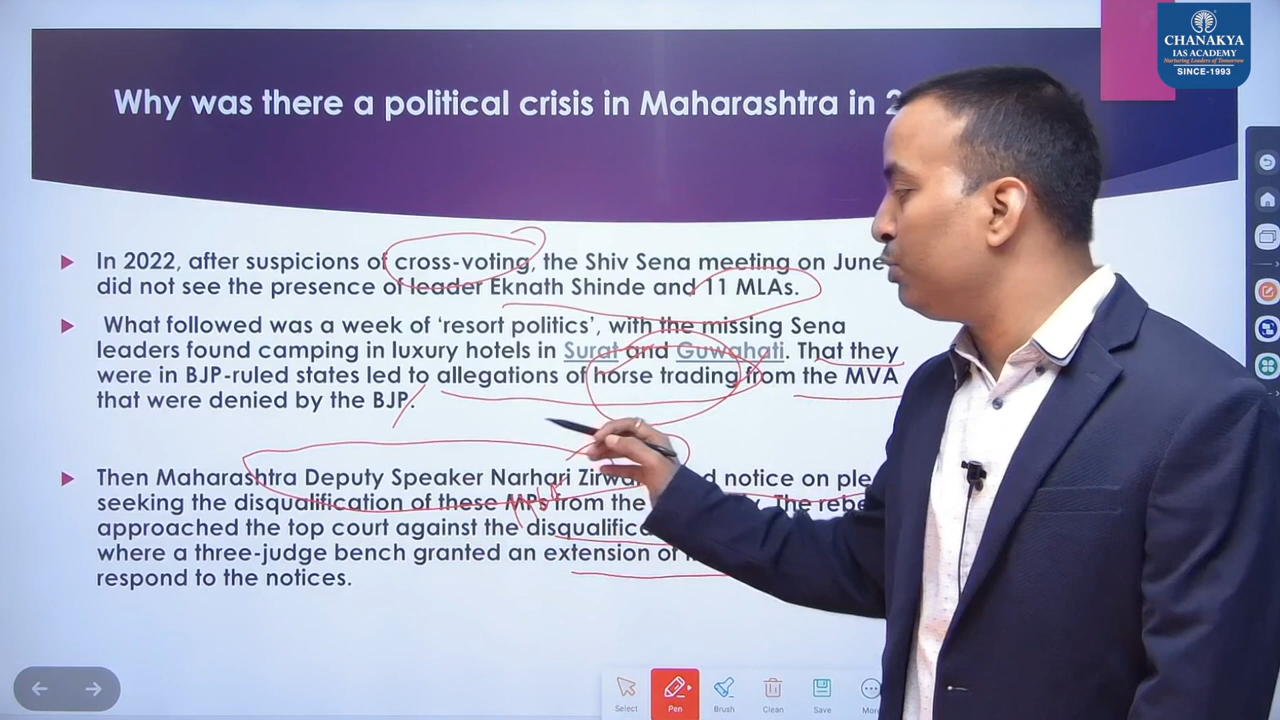 CHANAKYA
IAS ACADEMY
Nurturing Leaders of Tomorrow
SINCE-1993
Why was there a political crisis in Maharashtra in 2
In 2022, after suspicions of cross-voting, the Shiv Sena meeting on June
did not see the presence of leader Eknath Shinde and 11 MLAs.
What followed was a week of ‘resort politics’, with the missing Sena
leaders found camping in luxury hotels in Surat and Guwahati. That they
were in BJP-ruled states led to allegations of horse trading from the MVA
that were denied by the BJP.
Then Maharashtra Deputy Speaker Narhari notice on
seeking the disqualification of these MPs from the The
approached the top court against the
where a three-judge bench granted an extension of
respond to the notices.
Select
Pen
Brush
Clean
Save
More